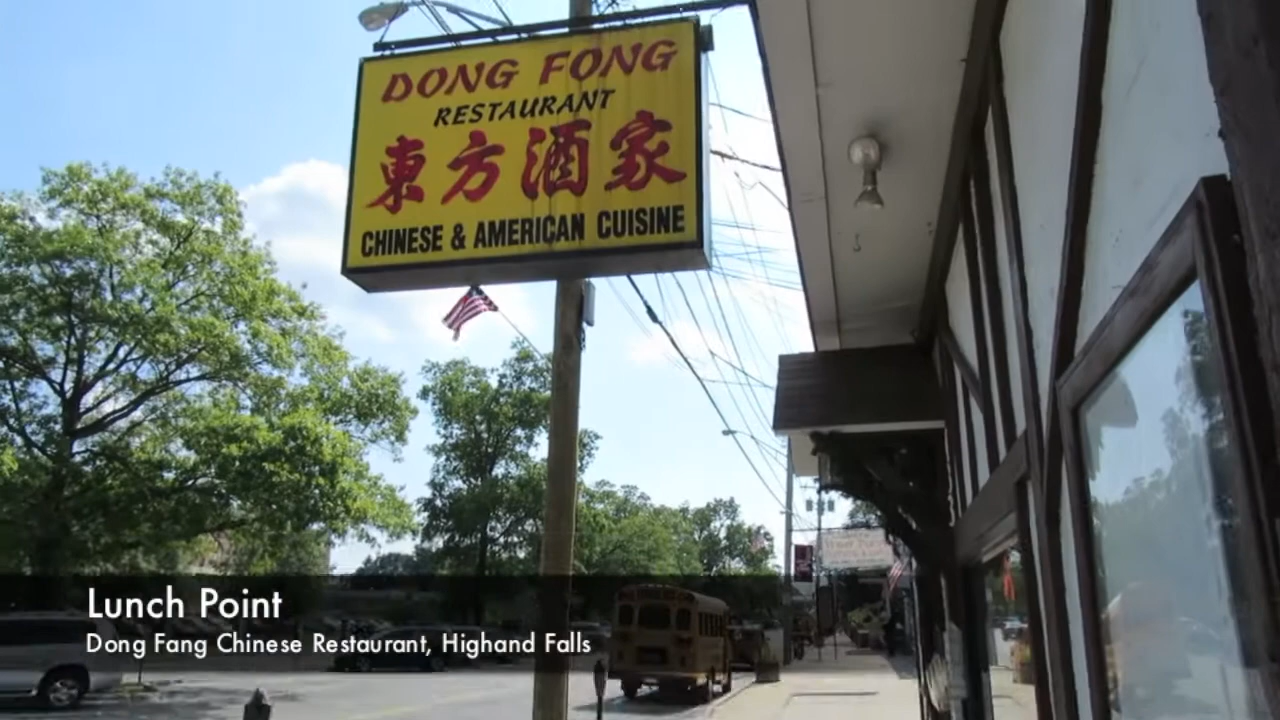 DONG FONG
RESTAURANT
東方酒家
CHINESE & AMERICAN CUISINE
Lunch Point
Dong Fang Chinese Restaurant, Highand Falls